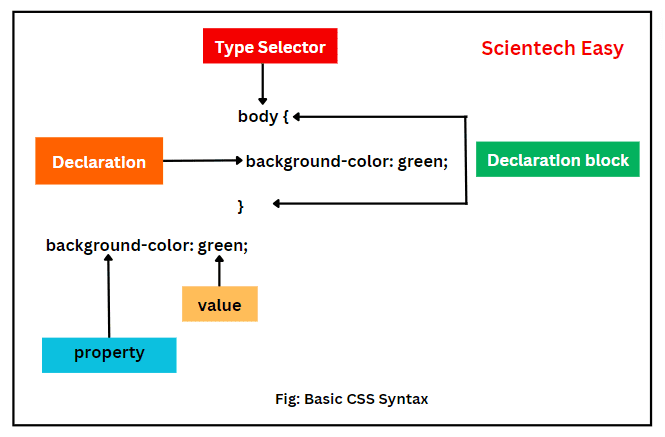 Type Selector
Scientech Easy
body {
Declaration
background-color: green;
Declaration block
}
background-color: green;
value
property
Fig: Basic CSS Syntax